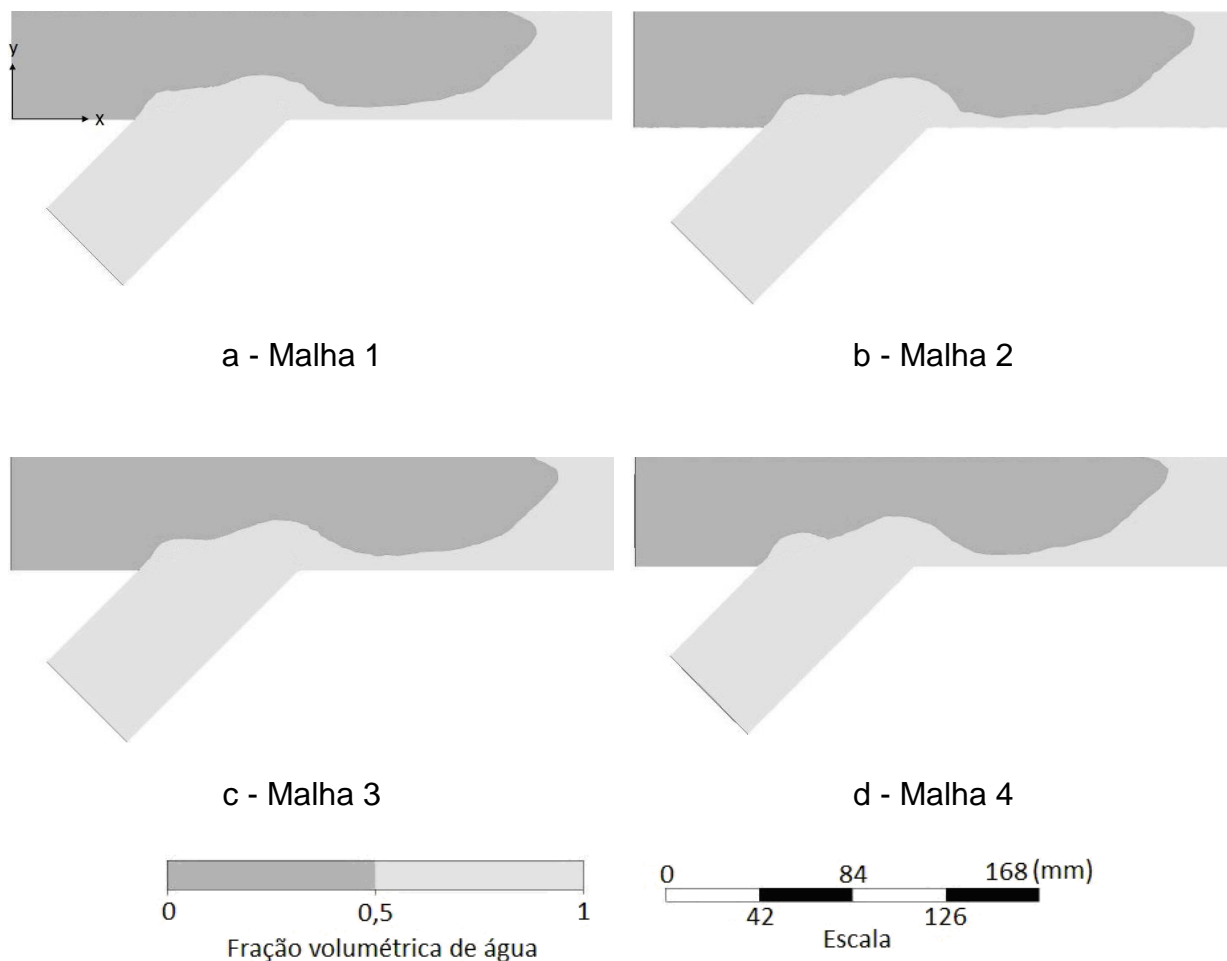 y
x
a - Malha 1
b - Malha 2
c - Malha 3
d - Malha 4
0 0,5 1
Fração volumétrica de água
0 84 168 (mm)
42 126
Escala